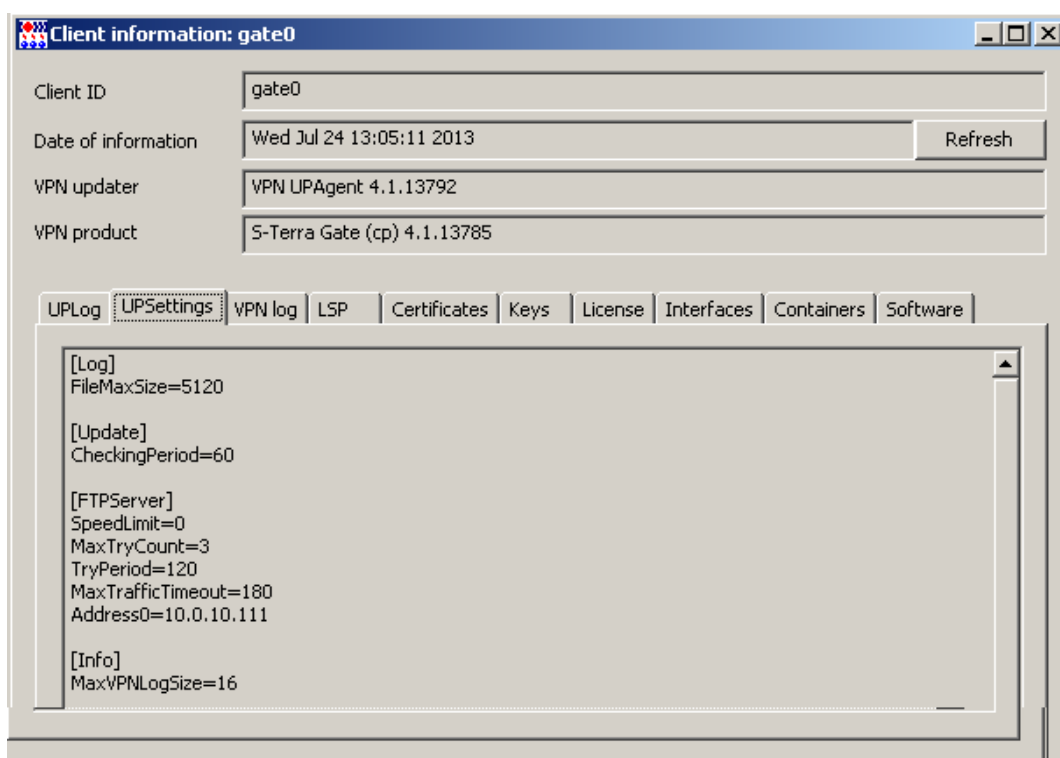 Client information: gate0
Client ID
gate0
Date of information
Wed Jul 24 13:05:11 2013
Refresh
VPN updater
VPN UPAgent 4.1.13792
VPN product
S-Terra Gate (cp) 4.1.13785
UPLog UPSettings VPN log LSP Certificates Keys License Interfaces Containers Software
[Log]
FileMaxSize=5120
[Update]
CheckingPeriod=60
[FTPServer]
SpeedLimit=0
MaxTryCount=3
TryPeriod=120
MaxTrafficTimeout=180
Address0=10.0.10.111
[Info]
MaxVPNLogSize=16